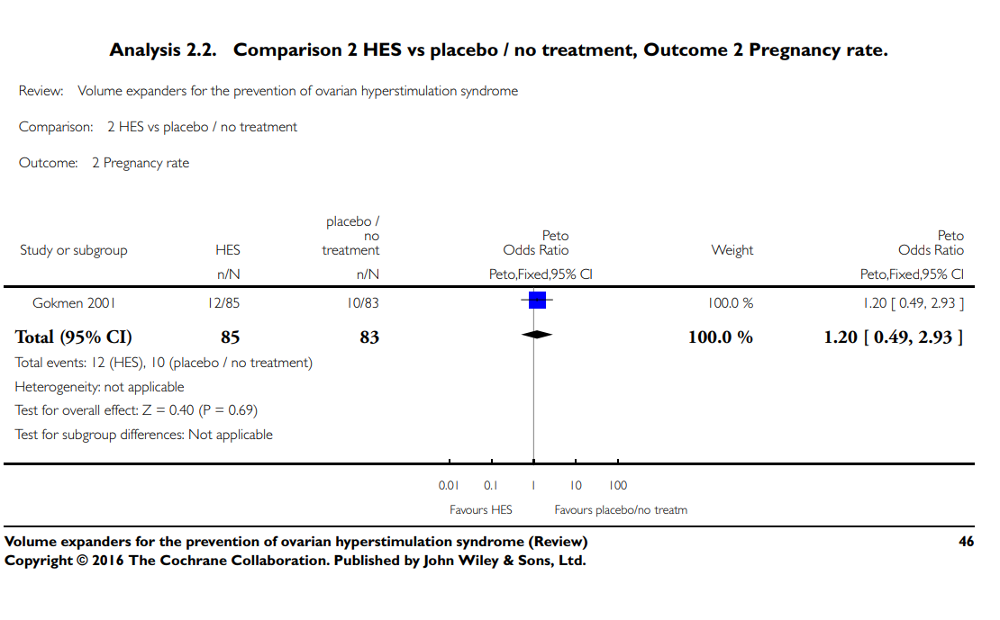 Analysis 2.2. Comparison 2 HES vs placebo / no treatment, Outcome 2 Pregnancy rate.
Review: Volume expanders for the prevention of ovarian hyperstimulation syndrome
Comparison: 2 HES vs placebo / no treatment
Outcome: 2 Pregnancy rate
placebo /
no
Peto
Peto
Study or subgroup HES treatment Odds Ratio Weight Odds Ratio
n/N n/N Peto,Fixed,95% CI Peto,Fixed,95% CI
Gokmen 2001 12/85 10/83 100.0 % 1.20 [ 0.49, 2.93 ]
Total (95% CI) 85 83 100.0 % 1.20 [ 0.49, 2.93 ]
Total events: 12 (HES), 10 (placebo / no treatment)
Heterogeneity: not applicable
Test for overall effect: Z = 0.40 (P = 0.69)
Test for subgroup differences: Not applicable
0.01 0.1 1 10 100
Favours HES Favours placebo/no treatm
Volume expanders for the prevention of ovarian hyperstimulation syndrome (Review) 46
Copyright © 2016 The Cochrane Collaboration. Published by John Wiley & Sons, Ltd.